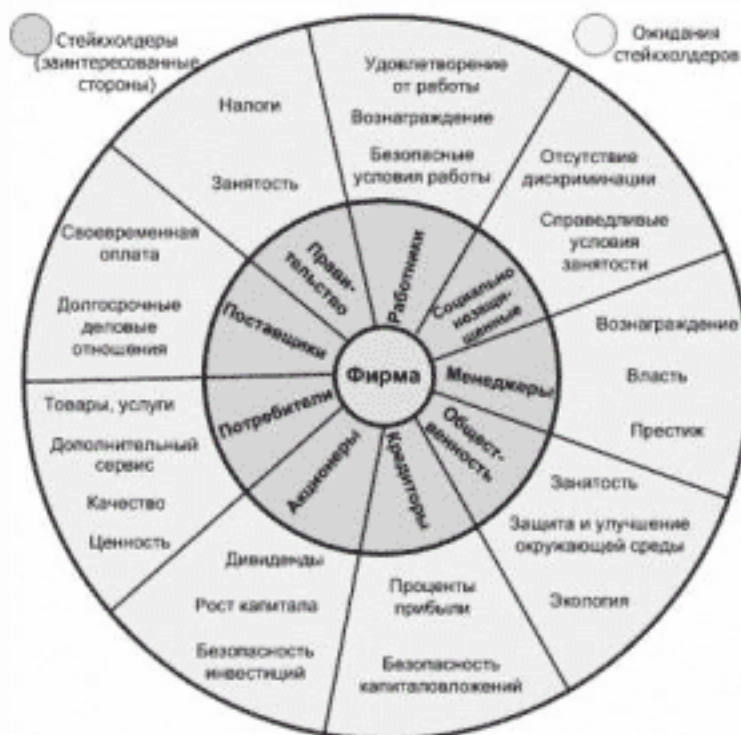 Стейкхолдеры
(заинтересованные
стороны)
Ожидания
стейкхолдеров
Налоги
Занятость
Удовлетворение
от работы
Вознаграждение
Безопасные
условия работы
Отсутствие
дискриминации
Справедливые
условия
занятости
Вознаграждение
Власть
Престиж
Занятость
Защита и улучшение
окружающей среды
Экология
Проценты
прибыли
Безопасность
капиталовложений
Дивиденды
Рост капитала
Безопасность
инвестиций
Товары, услуги
Дополнительный
сервис
Качество
Ценность
Своевременная
оплата
Долгосрочные
деловые
отношения
Прави-
тельство
Работники
Социально
незащи-
щенные
Менеджеры
Общест-
венность
Кредиторы
Акционеры
Потребители
Поставщики
Фирма